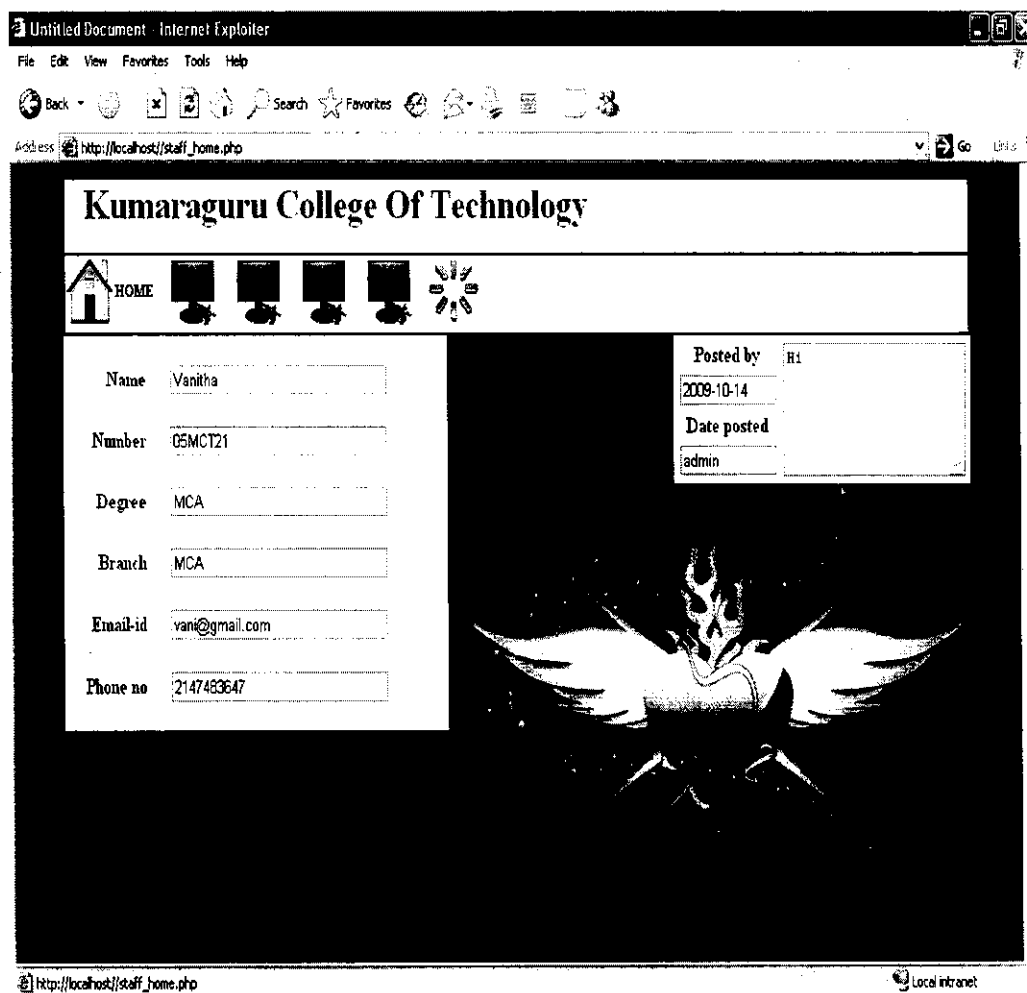 Untitled Document - Internet Exploiter
File Edit View Favorites Tools Help
Back Search Favorites
Address http://localhost//staff_home.php Go Links
Kumaraguru College Of Technology
HOME
Name Vanitha
Number 05MCT21
Degree MCA
Branch MCA
Email-id vani@gmail.com
Phone no 2147483647
Posted by
2009-10-14
Date posted
admin
Hi
http://localhost//staff_home.php Local intranet